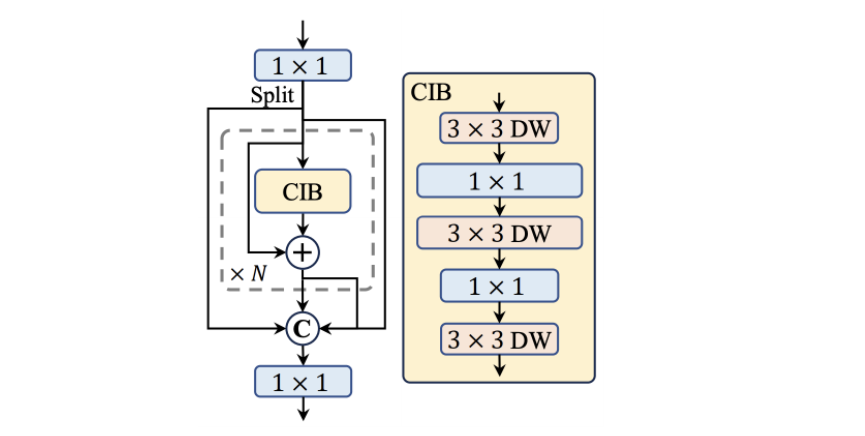 1 × 1
Split
CIB
+
× N
C
1 × 1
CIB
3 × 3 DW
1 × 1
3 × 3 DW
1 × 1
3 × 3 DW